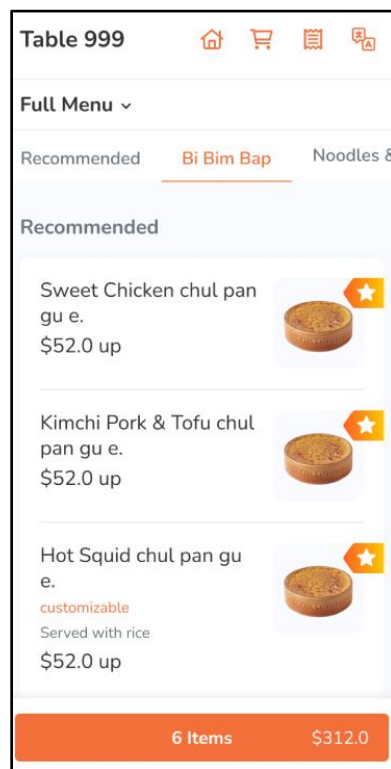 Table 999
Full Menu
Recommended Bi Bim Bap Noodles &
Recommended
Sweet Chicken chul pan
gu e.
$52.0 up
Kimchi Pork & Tofu chul
pan gu e.
$52.0 up
Hot Squid chul pan gu
e.
customizable
Served with rice
$52.0 up
6 Items $312.0